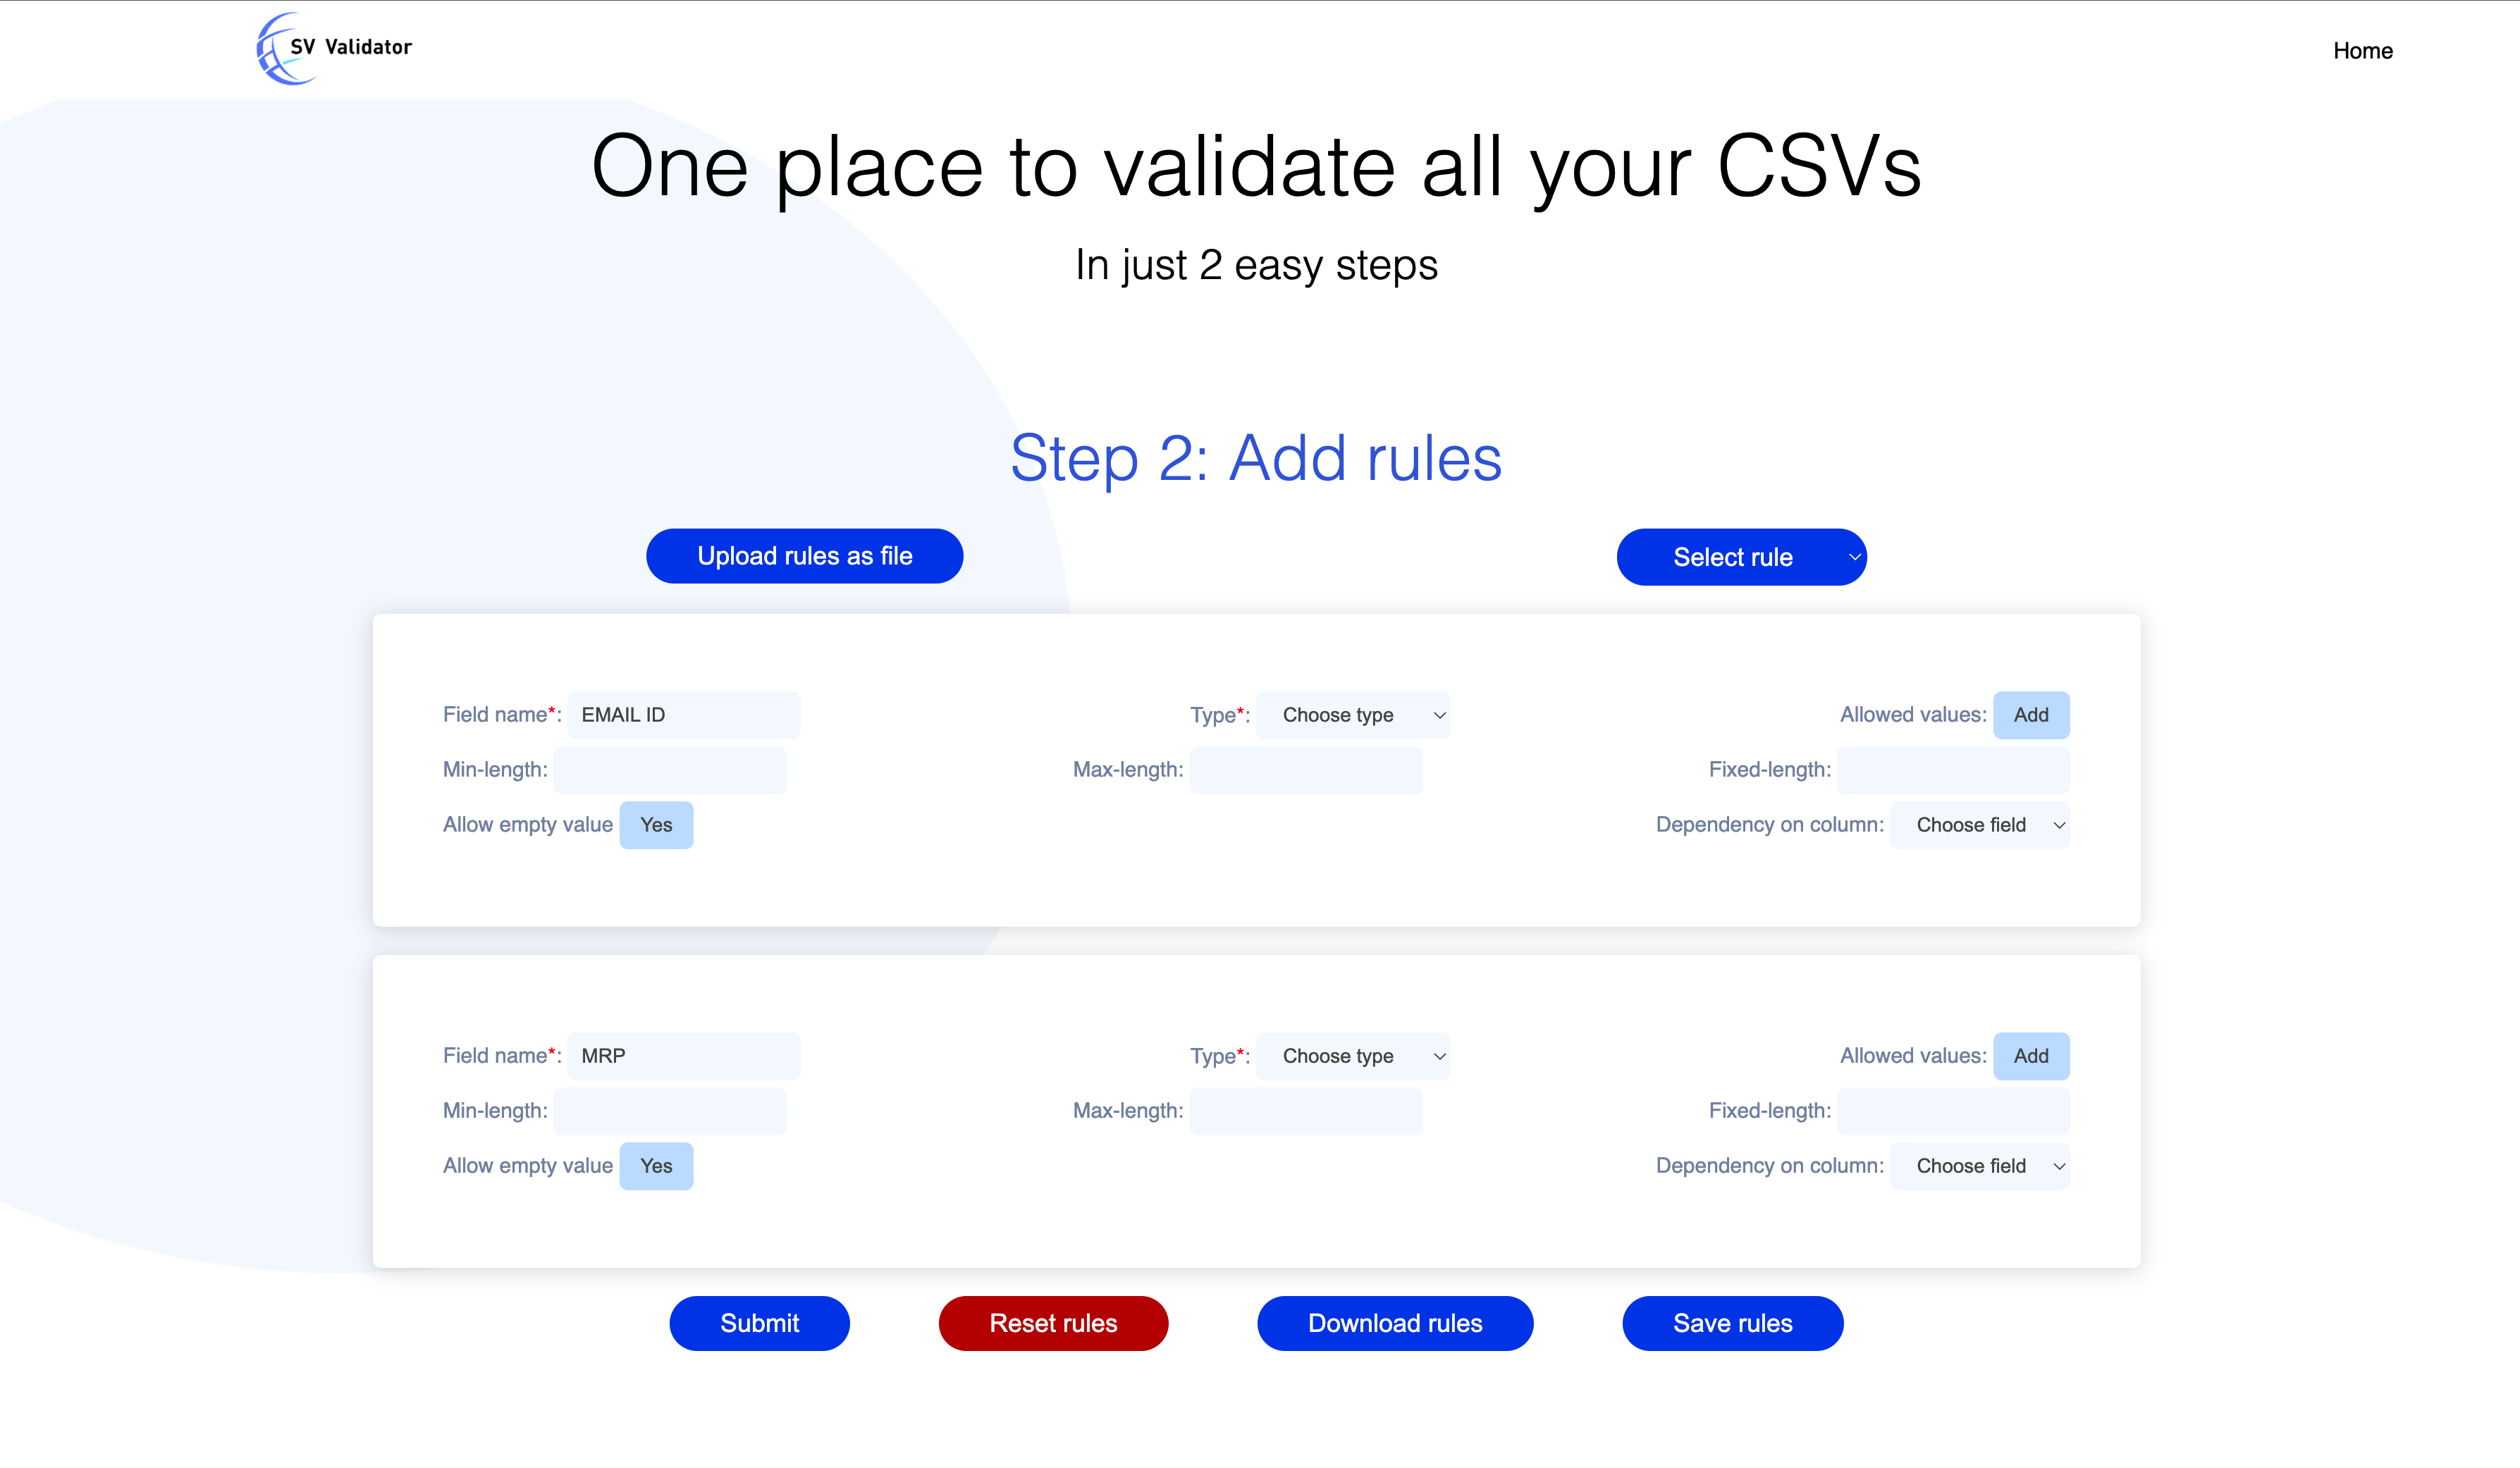 SV Validator
Home
One place to validate all your CSVs
In just 2 easy steps
Step 2: Add rules
Upload rules as file
Select rule
Field name*: EMAIL ID
Type*: Choose type
Allowed values: Add
Min-length:
Max-length:
Fixed-length:
Allow empty value Yes
Dependency on column: Choose field
Field name*: MRP
Type*: Choose type
Allowed values: Add
Min-length:
Max-length:
Fixed-length:
Allow empty value Yes
Dependency on column: Choose field
Submit
Reset rules
Download rules
Save rules